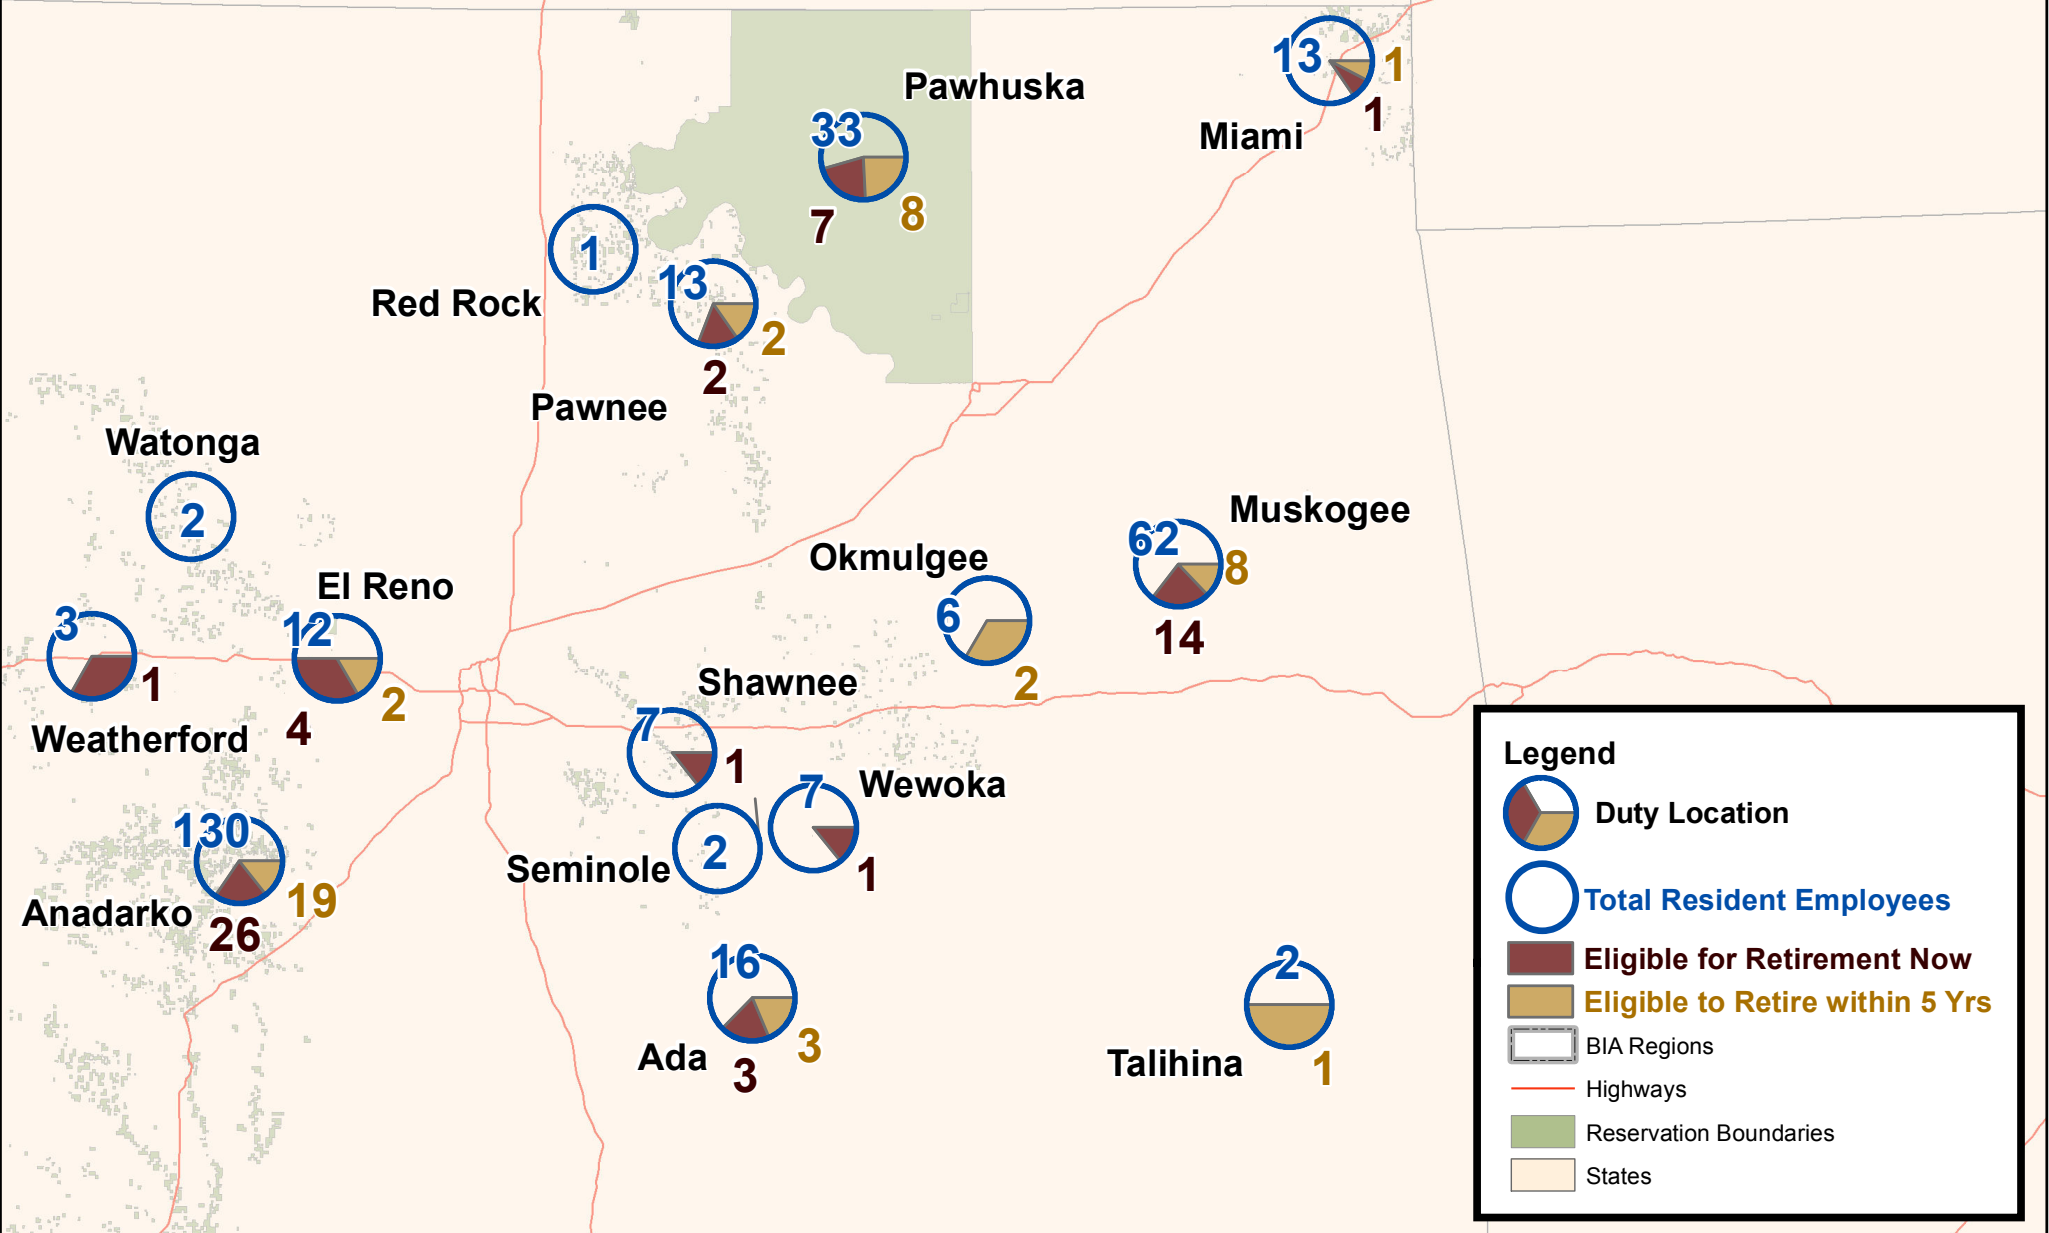 Pawhuska
33
7
8
Miami
13
1
1
Red Rock
1
Pawnee
13
2
2
Watonga
2
El Reno
12
4
2
Weatherford
3
1
Okmulgee
6
2
Muskogee
62
8
14
Shawnee
7
1
Wewoka
7
1
Seminole
2
Anadarko
130
19
26
Ada
16
3
3
Talihina
2
1
Legend
Duty Location
Total Resident Employees
Eligible for Retirement Now
Eligible to Retire within 5 Yrs
BIA Regions
Highways
Reservation Boundaries
States